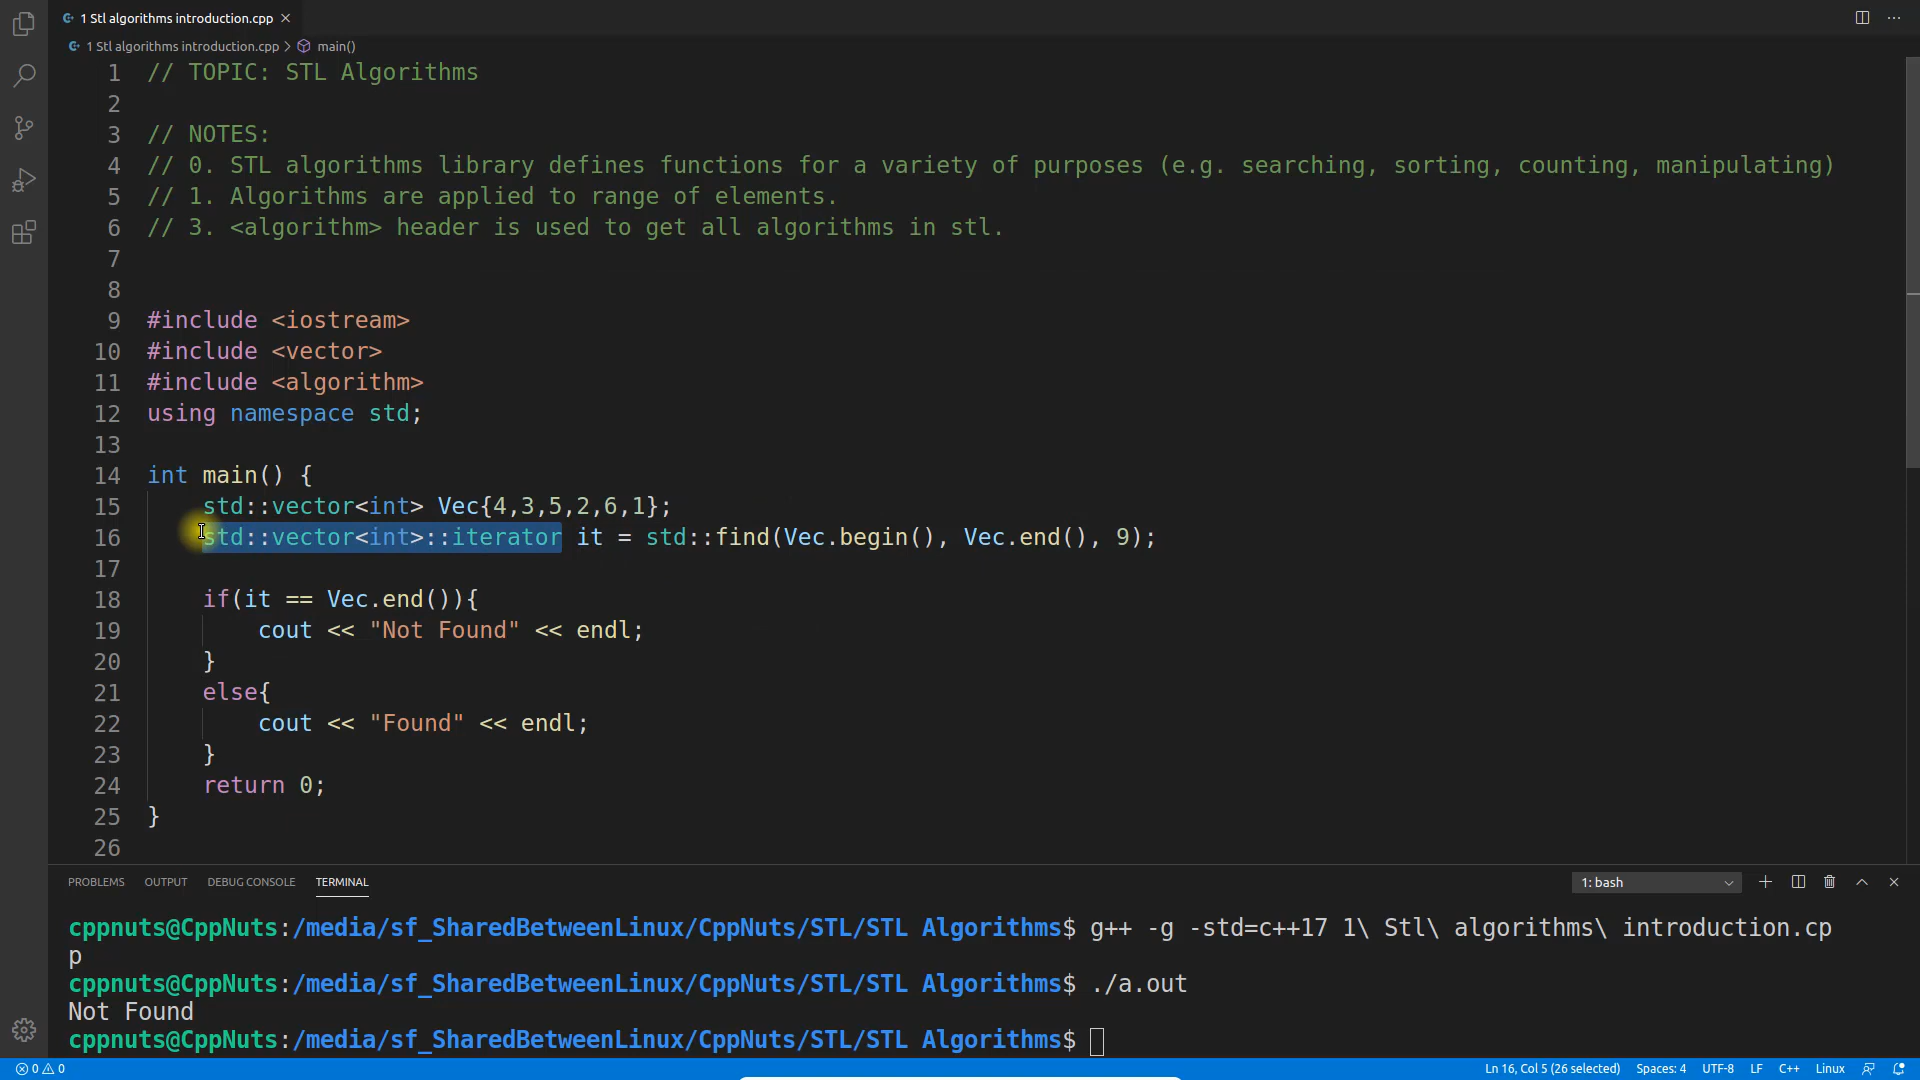 1 Stl algorithms introduction.cpp
1 Stl algorithms introduction.cpp > main()
1 // TOPIC: STL Algorithms
2
3 // NOTES:
4 // 0. STL algorithms library defines functions for a variety of purposes (e.g. searching, sorting, counting, manipulating)
5 // 1. Algorithms are applied to range of elements.
6 // 3. <algorithm> header is used to get all algorithms in stl.
7
8
9 #include <iostream>
10 #include <vector>
11 #include <algorithm>
12 using namespace std;
13
14 int main() {
15 std::vector<int> Vec{4,3,5,2,6,1};
16 std::vector<int>::iterator it = std::find(Vec.begin(), Vec.end(), 9);
17
18 if(it == Vec.end()){
19 cout << "Not Found" << endl;
20 }
21 else{
22 cout << "Found" << endl;
23 }
24 return 0;
25 }
26
PROBLEMS OUTPUT DEBUG CONSOLE TERMINAL 1: bash
cppnuts@CppNuts:/media/sf_SharedBetweenLinux/CppNuts/STL/STL Algorithms$ g++ -g -std=c++17 1\ Stl\ algorithms\ introduction.cp
p
cppnuts@CppNuts:/media/sf_SharedBetweenLinux/CppNuts/STL/STL Algorithms$ ./a.out
Not Found
cppnuts@CppNuts:/media/sf_SharedBetweenLinux/CppNuts/STL/STL Algorithms$
0 0 Ln 16, Col 5 (26 selected) Spaces: 4 UTF-8 LF C++ Linux